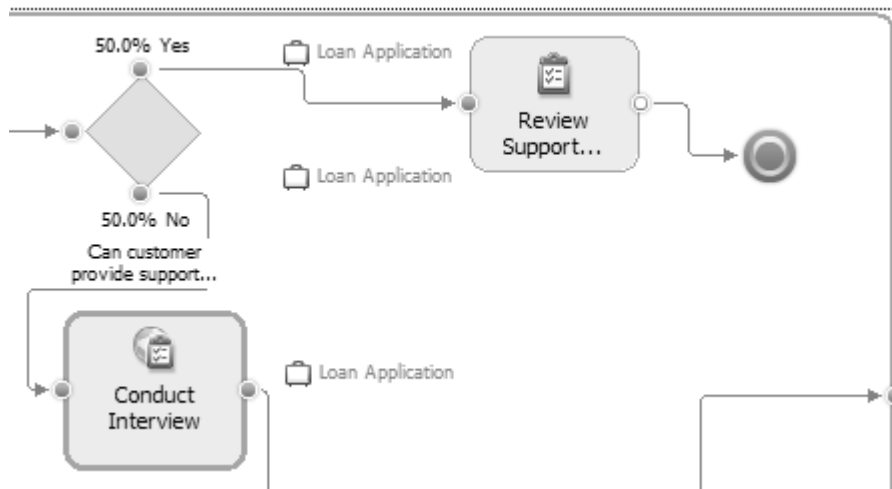 50.0% Yes
Loan Application
Review
Support...
Loan Application
50.0% No
Can customer
provide support...
Loan Application
Conduct
Interview